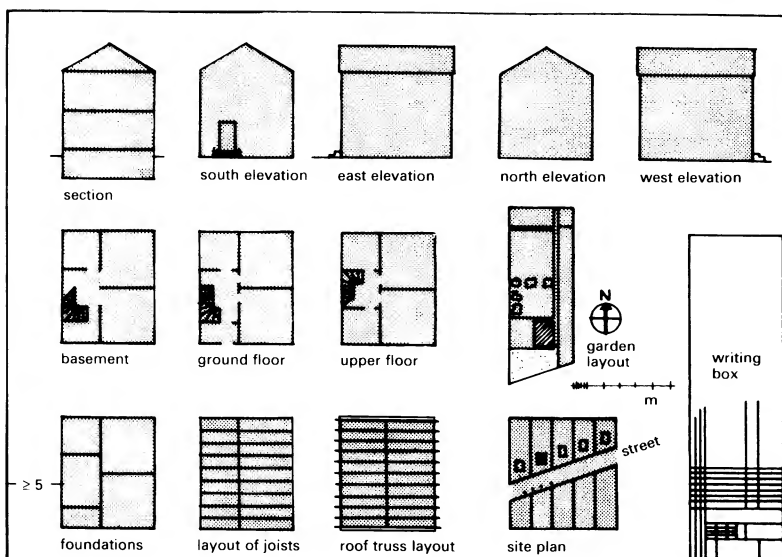 section
south elevation
east elevation
north elevation
west elevation
basement
ground floor
upper floor
N
garden
layout
m
writing
box
≥ 5
foundations
layout of joists
roof truss layout
site plan
street